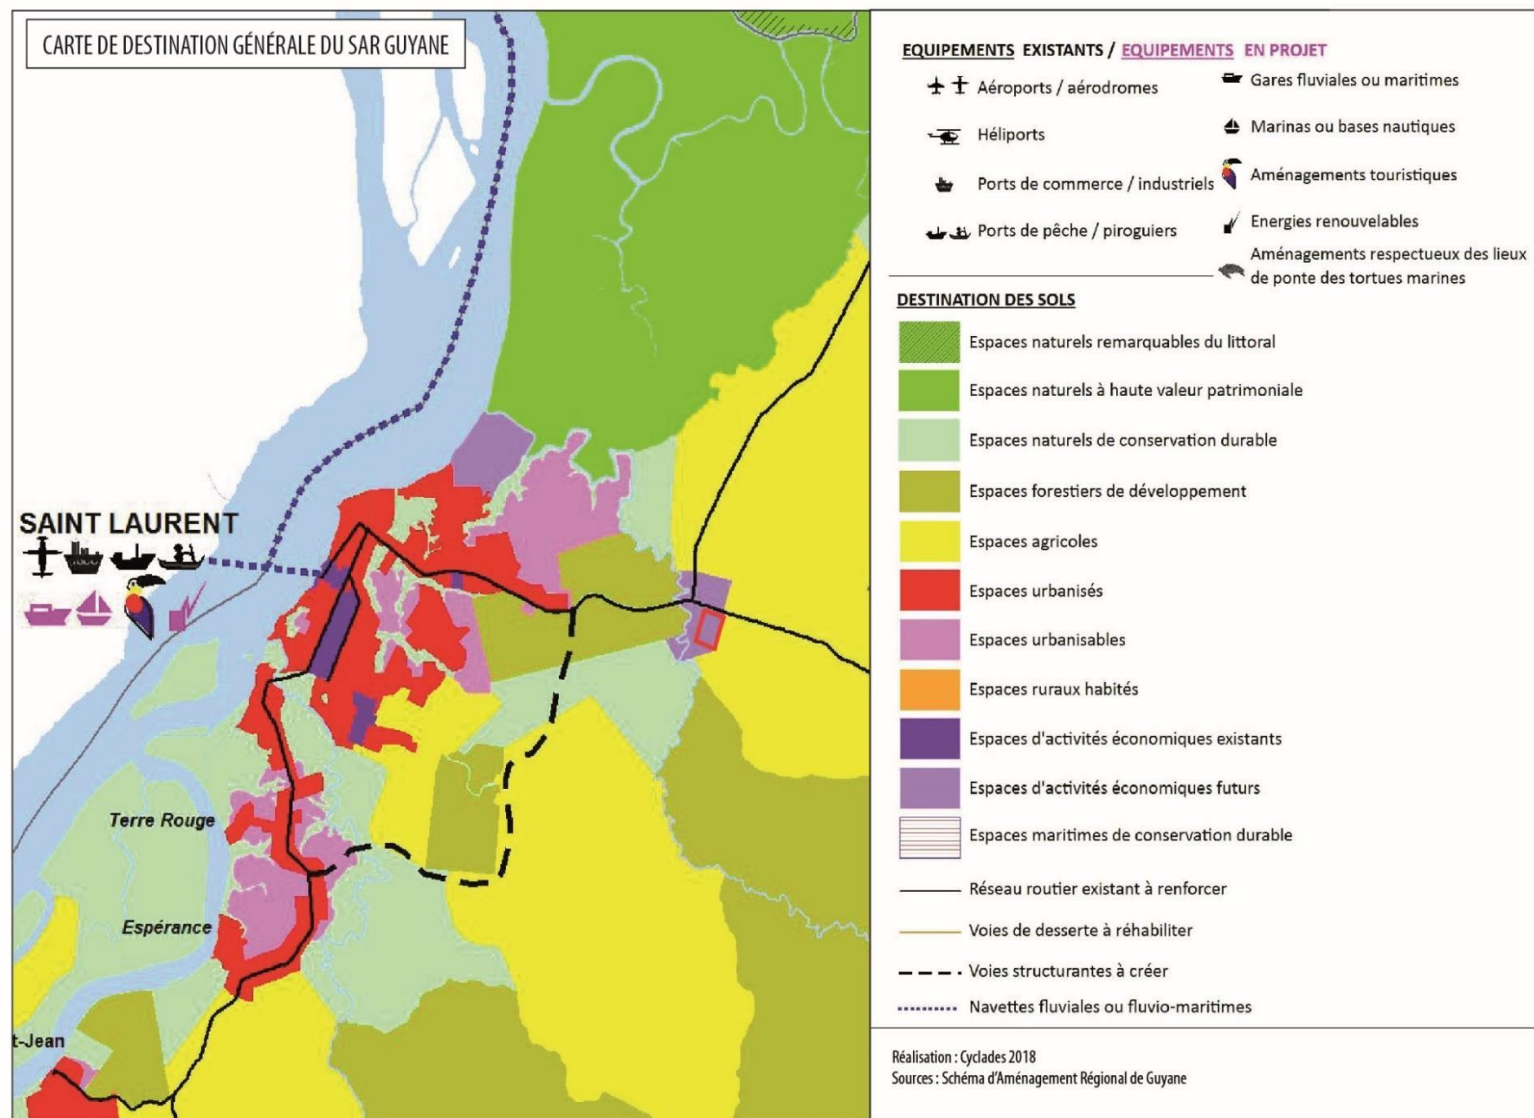 CARTE DE DESTINATION GÉNÉRALE DU SAR GUYANE
SAINT LAURENT
Terre Rouge
Espérance
t-Jean
EQUIPEMENTS EXISTANTS / EQUIPEMENTS EN PROJET
Aéroports / aérodromes
Héliports
Ports de commerce / industriels
Ports de pêche / piroguiers
Gares fluviales ou maritimes
Marinas ou bases nautiques
Aménagements touristiques
Energies renouvelables
Aménagements respectueux des lieux
de ponte des tortues marines
DESTINATION DES SOLS
Espaces naturels remarquables du littoral
Espaces naturels à haute valeur patrimoniale
Espaces naturels de conservation durable
Espaces forestiers de développement
Espaces agricoles
Espaces urbanisés
Espaces urbanisables
Espaces ruraux habités
Espaces d'activités économiques existants
Espaces d'activités économiques futurs
Espaces maritimes de conservation durable
Réseau routier existant à renforcer
Voies de desserte à réhabiliter
Voies structurantes à créer
Navettes fluviales ou fluvio-maritimes
Réalisation : Cyclades 2018
Sources : Schéma d'Aménagement Régional de Guyane